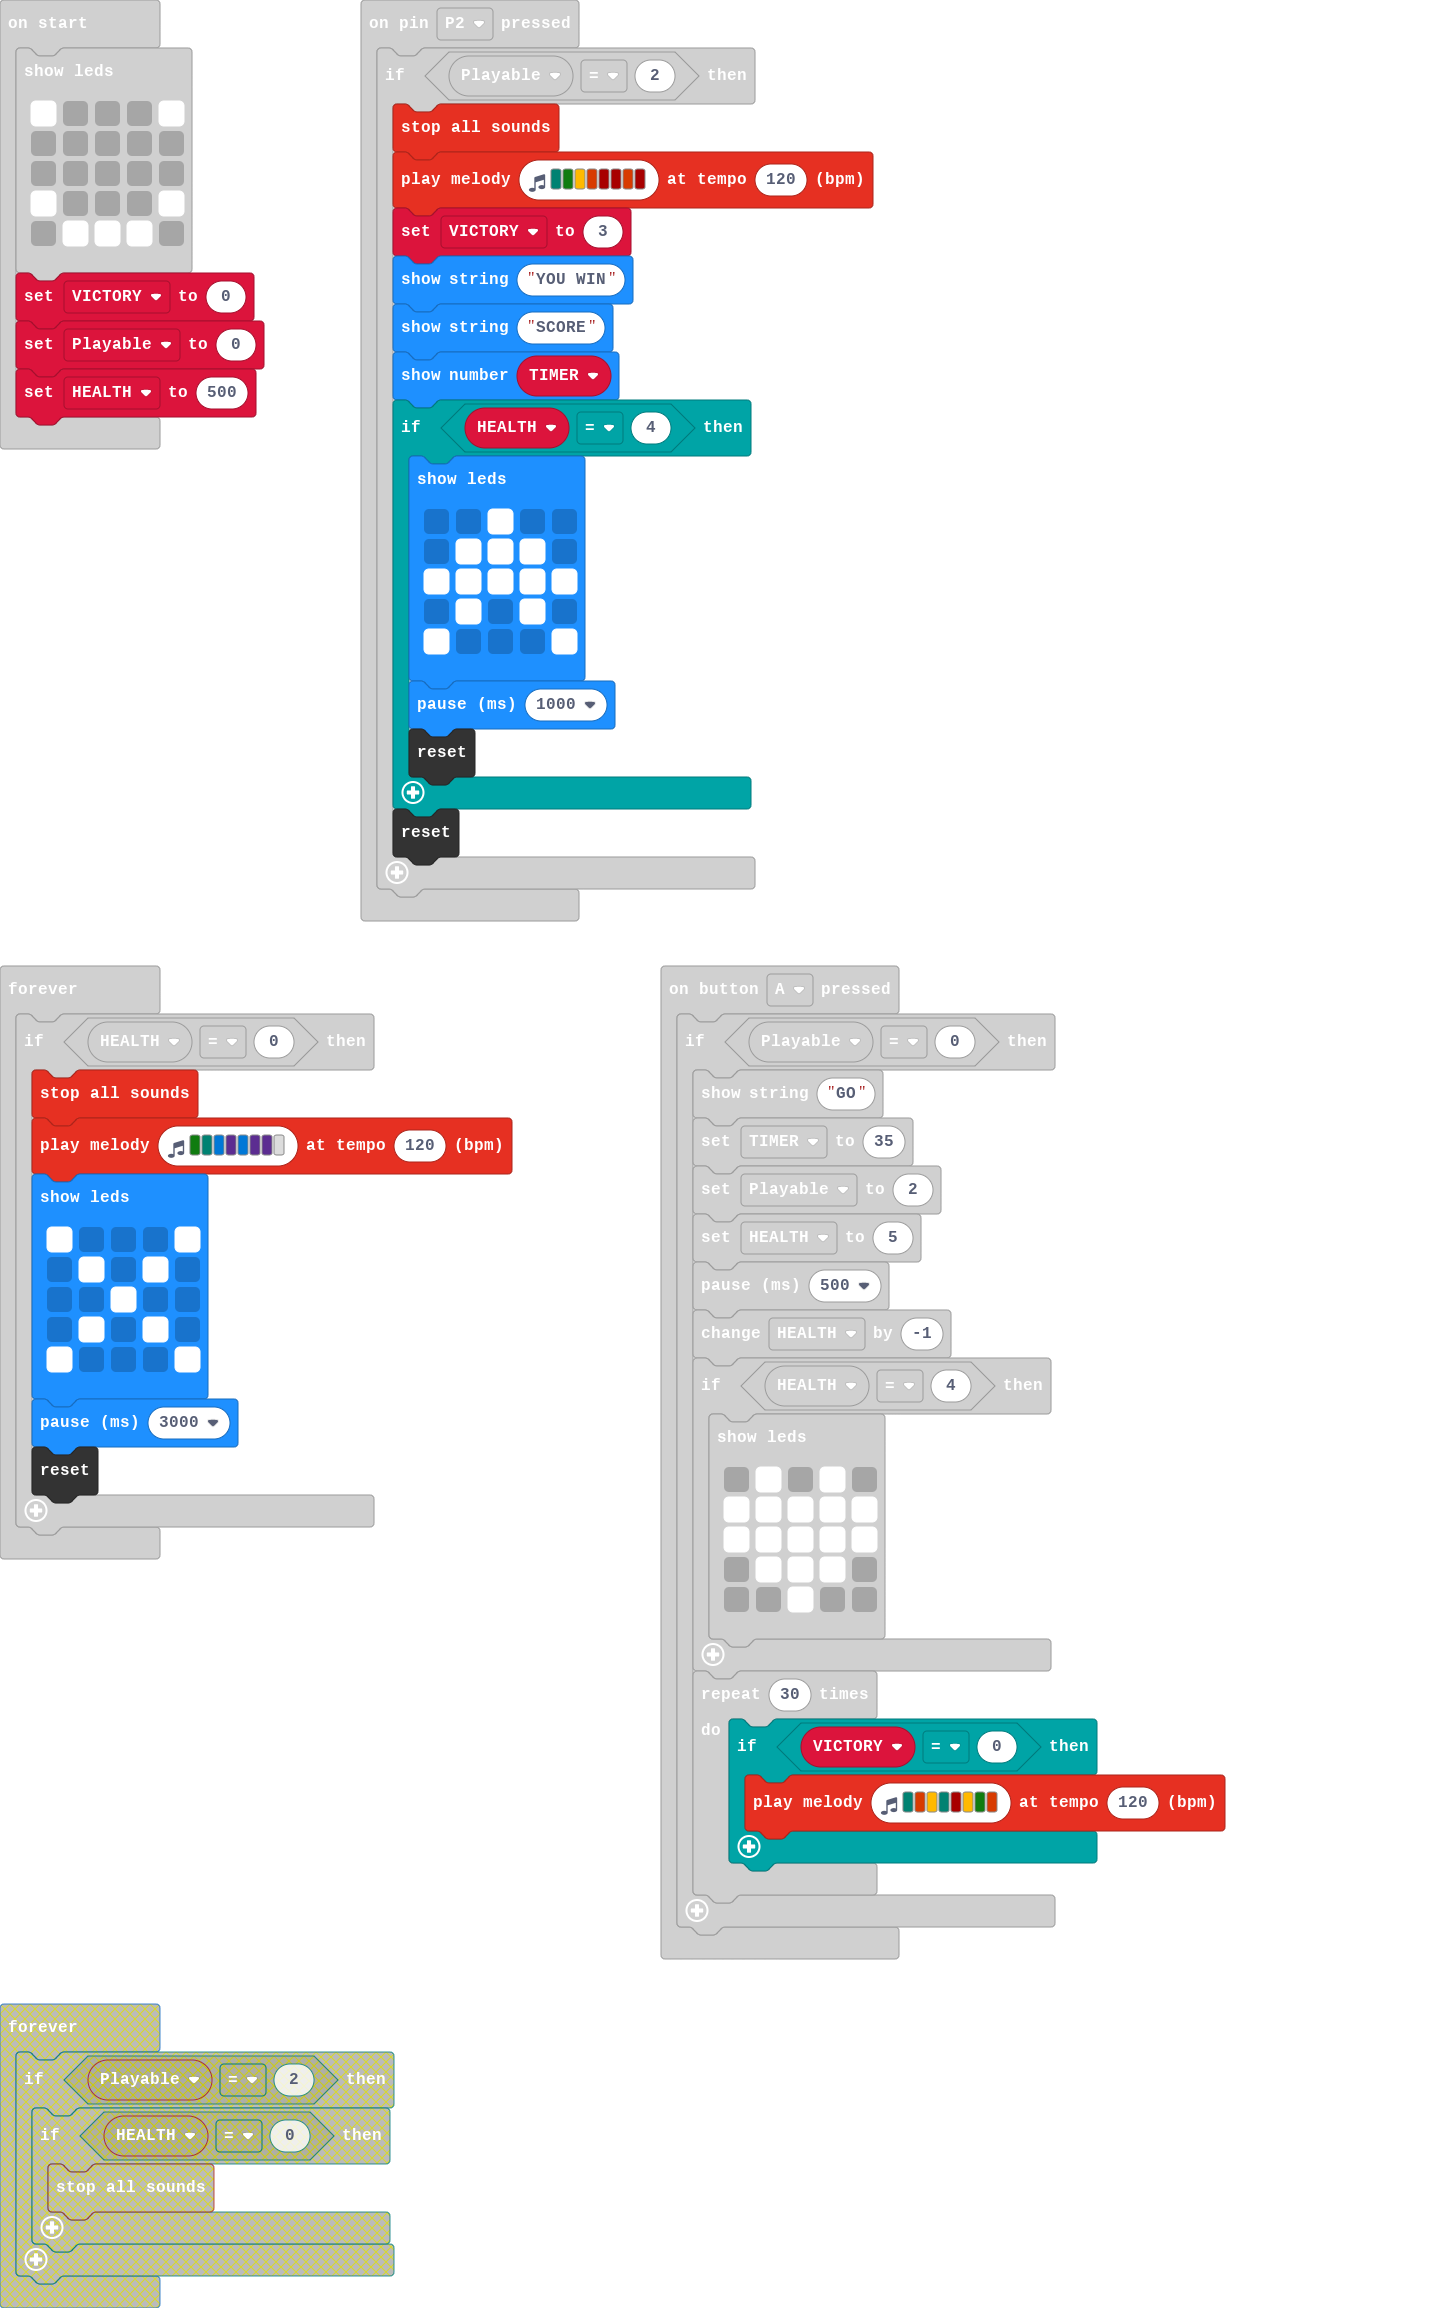 on start
show leds
set VICTORY to 0
set Playable to 0
set HEALTH to 500
on pin P2 pressed
if Playable = 2 then
stop all sounds
play melody at tempo 120 (bpm)
set VICTORY to 3
show string "YOU WIN"
show string "SCORE"
show number TIMER
if HEALTH = 4 then
show leds
pause (ms) 1000
reset
reset
forever
if HEALTH = 0 then
stop all sounds
play melody at tempo 120 (bpm)
show leds
pause (ms) 3000
reset
on button A pressed
if Playable = 0 then
show string "GO"
set TIMER to 35
set Playable to 2
set HEALTH to 5
pause (ms) 500
change HEALTH by -1
if HEALTH = 4 then
show leds
repeat 30 times
do if VICTORY = 0 then
play melody at tempo 120 (bpm)
forever
if Playable = 2 then
if HEALTH = 0 then
stop all sounds